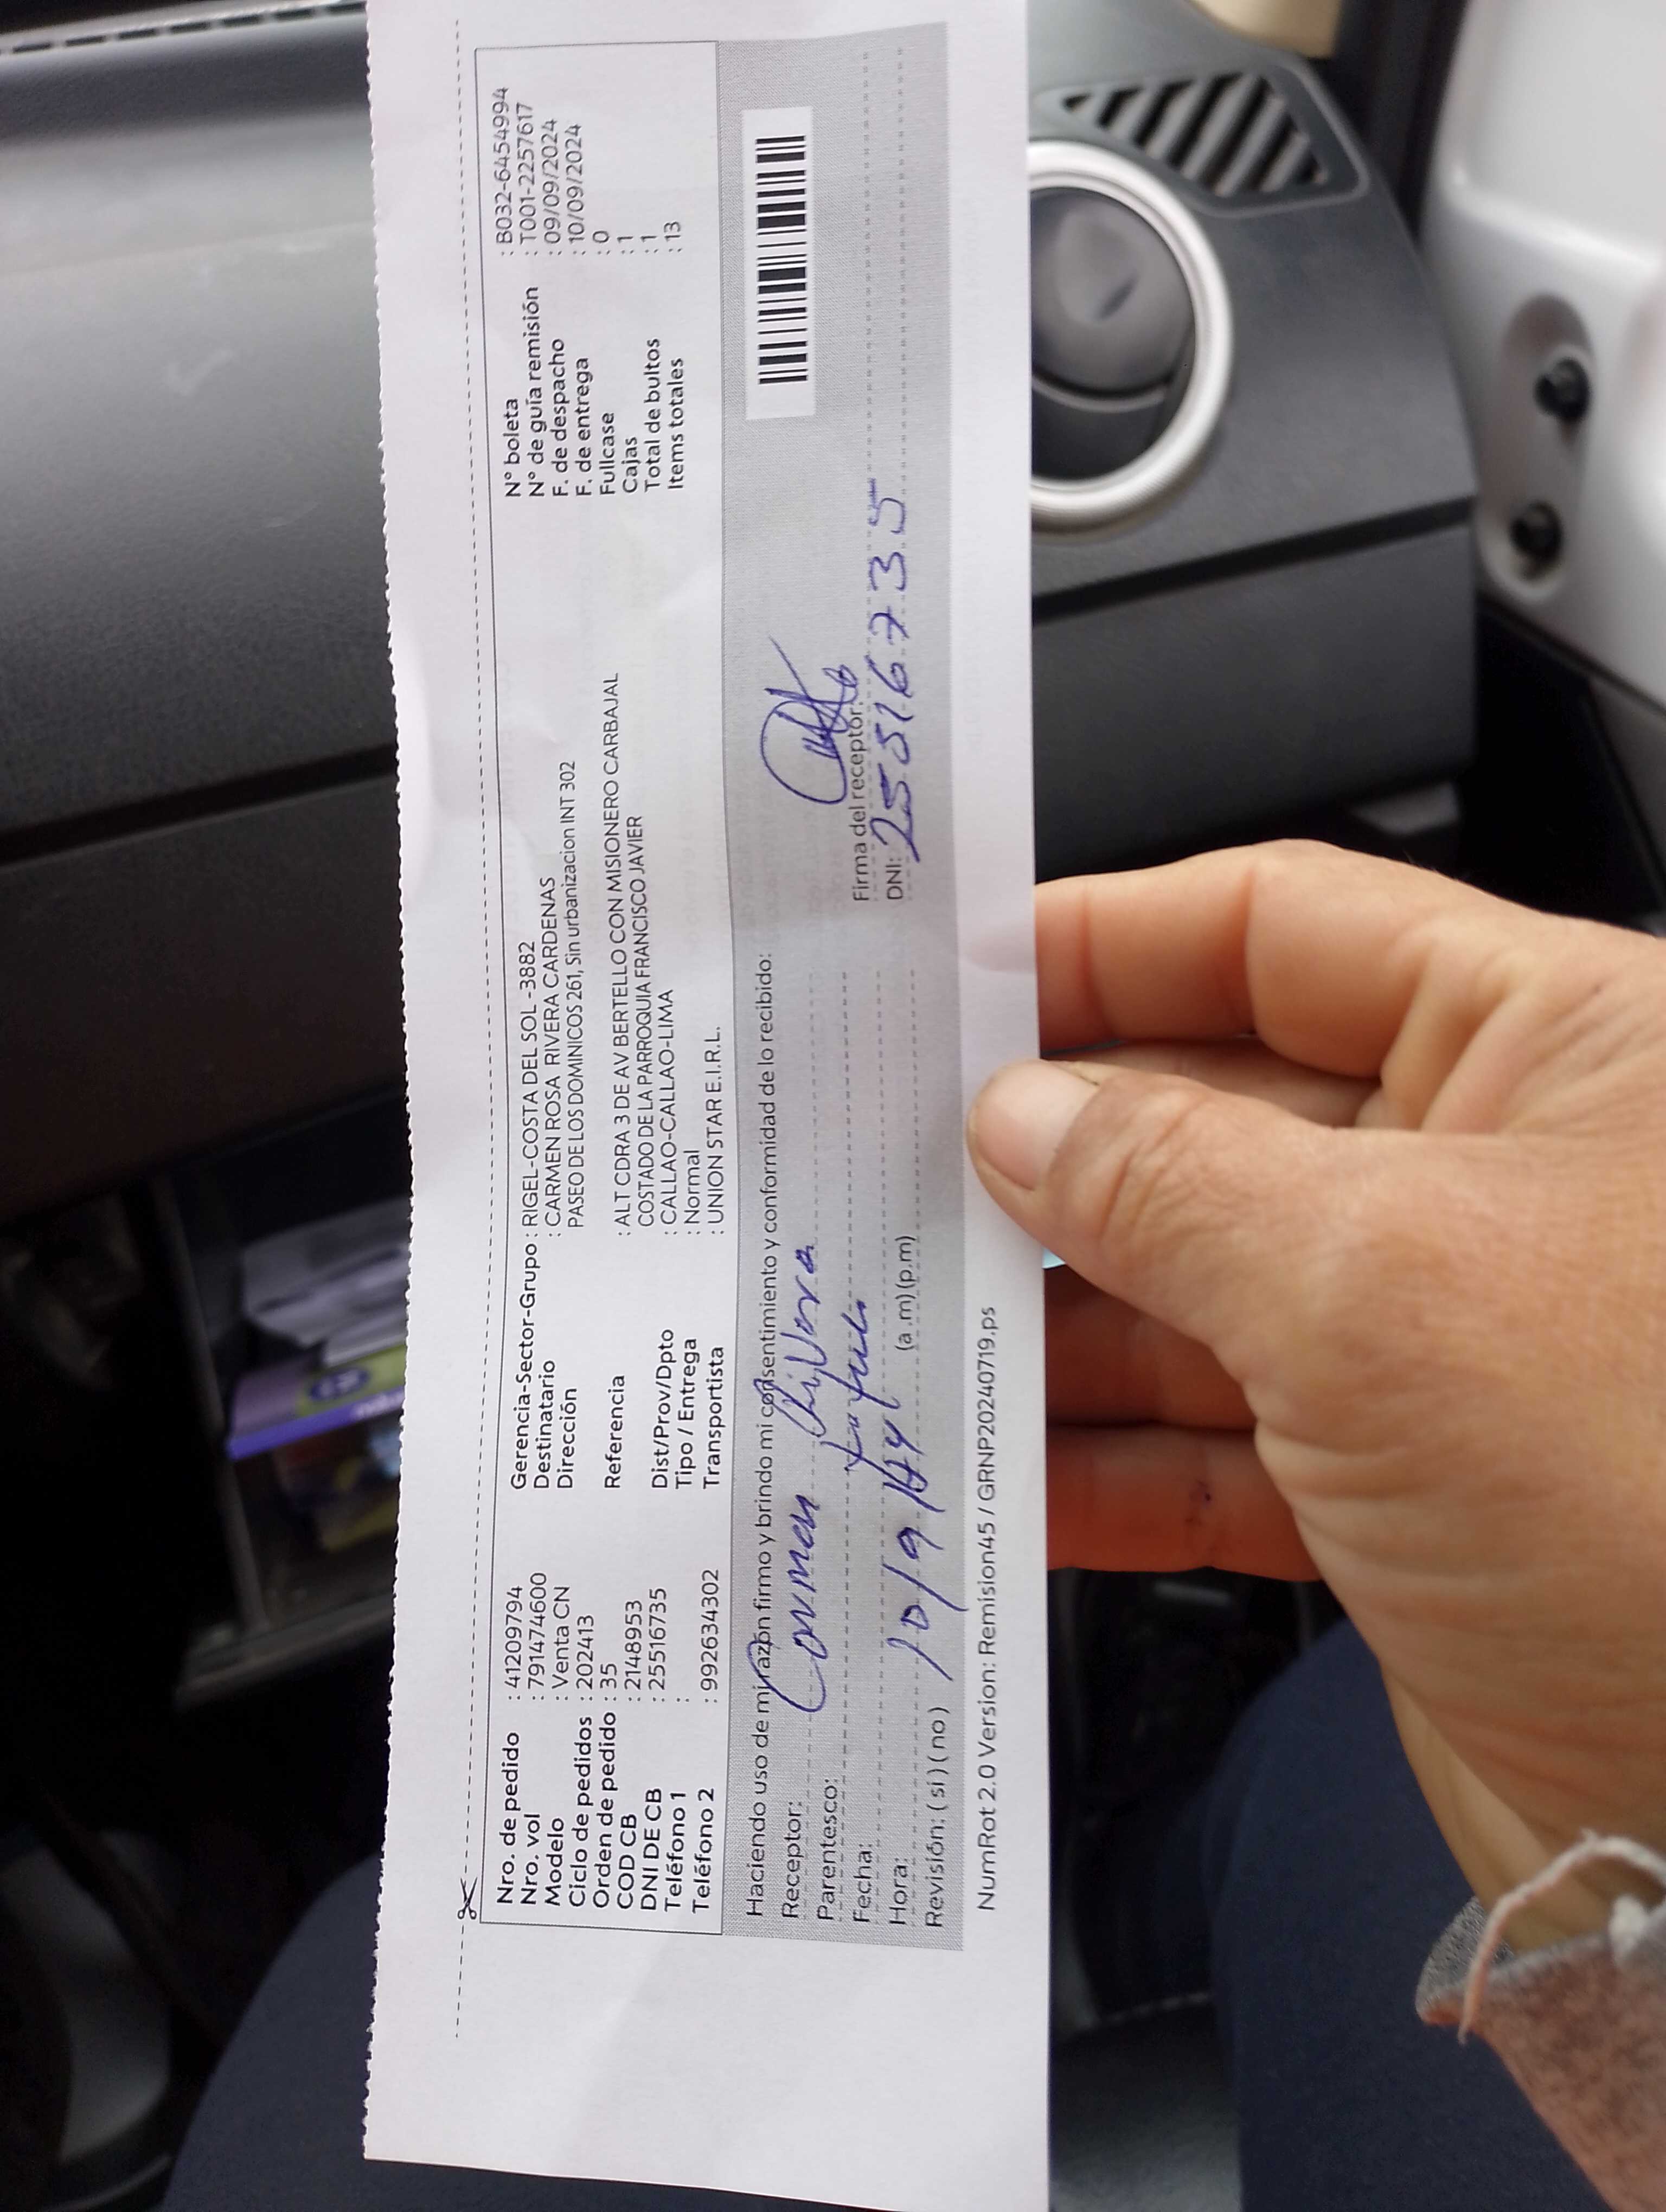 Nro. de pedido : 41209794 Gerencia-Sector-Grupo : RIGEL-COSTA DEL SOL -3882 N° boleta : B032-6454994
Nro. vol : 791474600 Destinatario : CARMEN ROSA RIVERA CARDENAS N° de guía remisión : T001-2257617
Modelo : Venta CN Dirección PASEO DE LOS DOMINICOS 261, Sin urbanizacion INT 302 F. de despacho : 09/09/2024
Ciclo de pedidos : 202413 F. de entrega : 10/09/2024
Orden de pedido : 35 Referencia : ALT CDRA 3 DE AV BERTELLO CON MISIONERO CARBAJAL Fullcase : 0
COD CB : 2148953 COSTADO DE LA PARROQUIA FRANCISCO JAVIER Cajas : 1
DNI DE CB : 25516735 Dist/Prov/Dpto : CALLAO-CALLAO-LIMA Total de bultos : 1
Teléfono 1 : Tipo / Entrega : Normal Items totales : 13
Teléfono 2 : 992634302 Transportista : UNION STAR E.I.R.L.
Haciendo uso de mi razón firmo y brindo mi consentimiento y conformidad de lo recibido:
Receptor: Carmen Rivera
Parentesco:
Fecha: Firma del receptor:
Hora: 10/9 (a.m) (p.m) DNI: 25516735
Revisión: ( si ) ( no )
NumRot 2.0 Version: Remision45 / GRNP20240719.ps